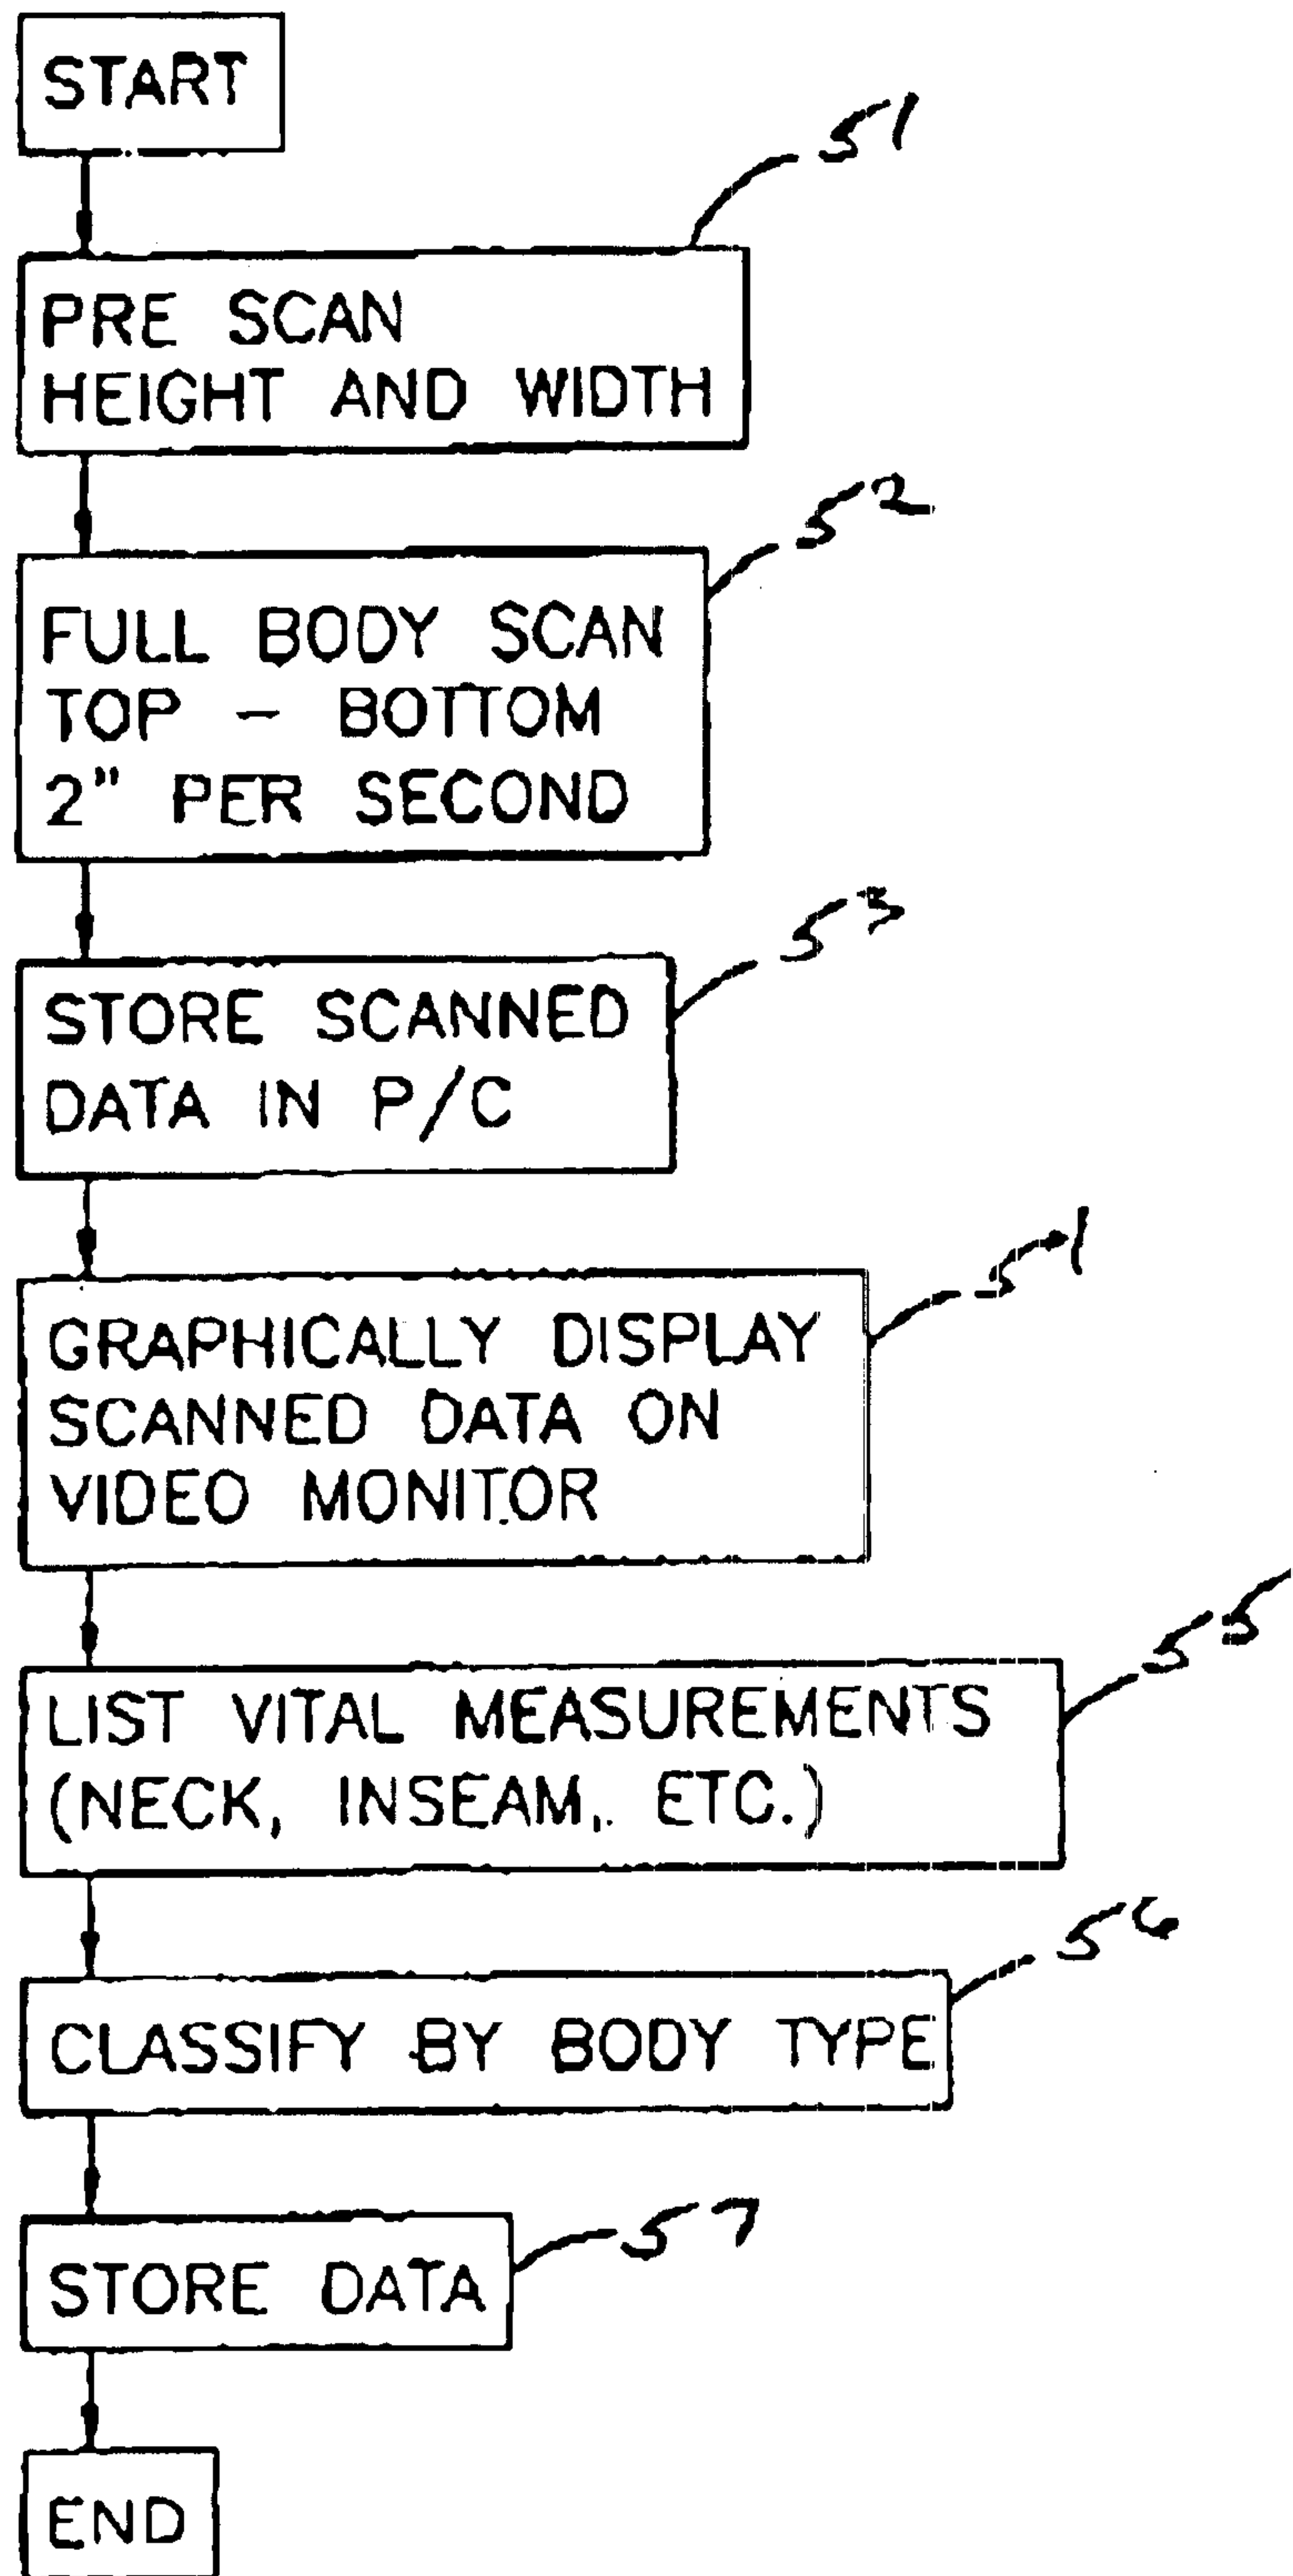 START
51
PRE SCAN
HEIGHT AND WIDTH
52
FULL BODY SCAN
TOP - BOTTOM
2" PER SECOND
53
STORE SCANNED
DATA IN P/C
GRAPHICALLY DISPLAY
SCANNED DATA ON
VIDEO MONITOR
55
LIST VITAL MEASUREMENTS
(NECK, INSEAM, ETC.)
56
CLASSIFY BY BODY TYPE
57
STORE DATA
END